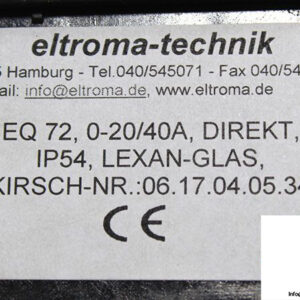 eltroma-technik
5 Hamburg - Tel.040/545071 - Fax 040/54
ail: info@eltroma.de, www.eltroma.de
EQ 72, 0-20/40A, DIREKT,
IP54, LEXAN-GLAS,
KIRSCH-NR.:06.17.04.05.34
CE